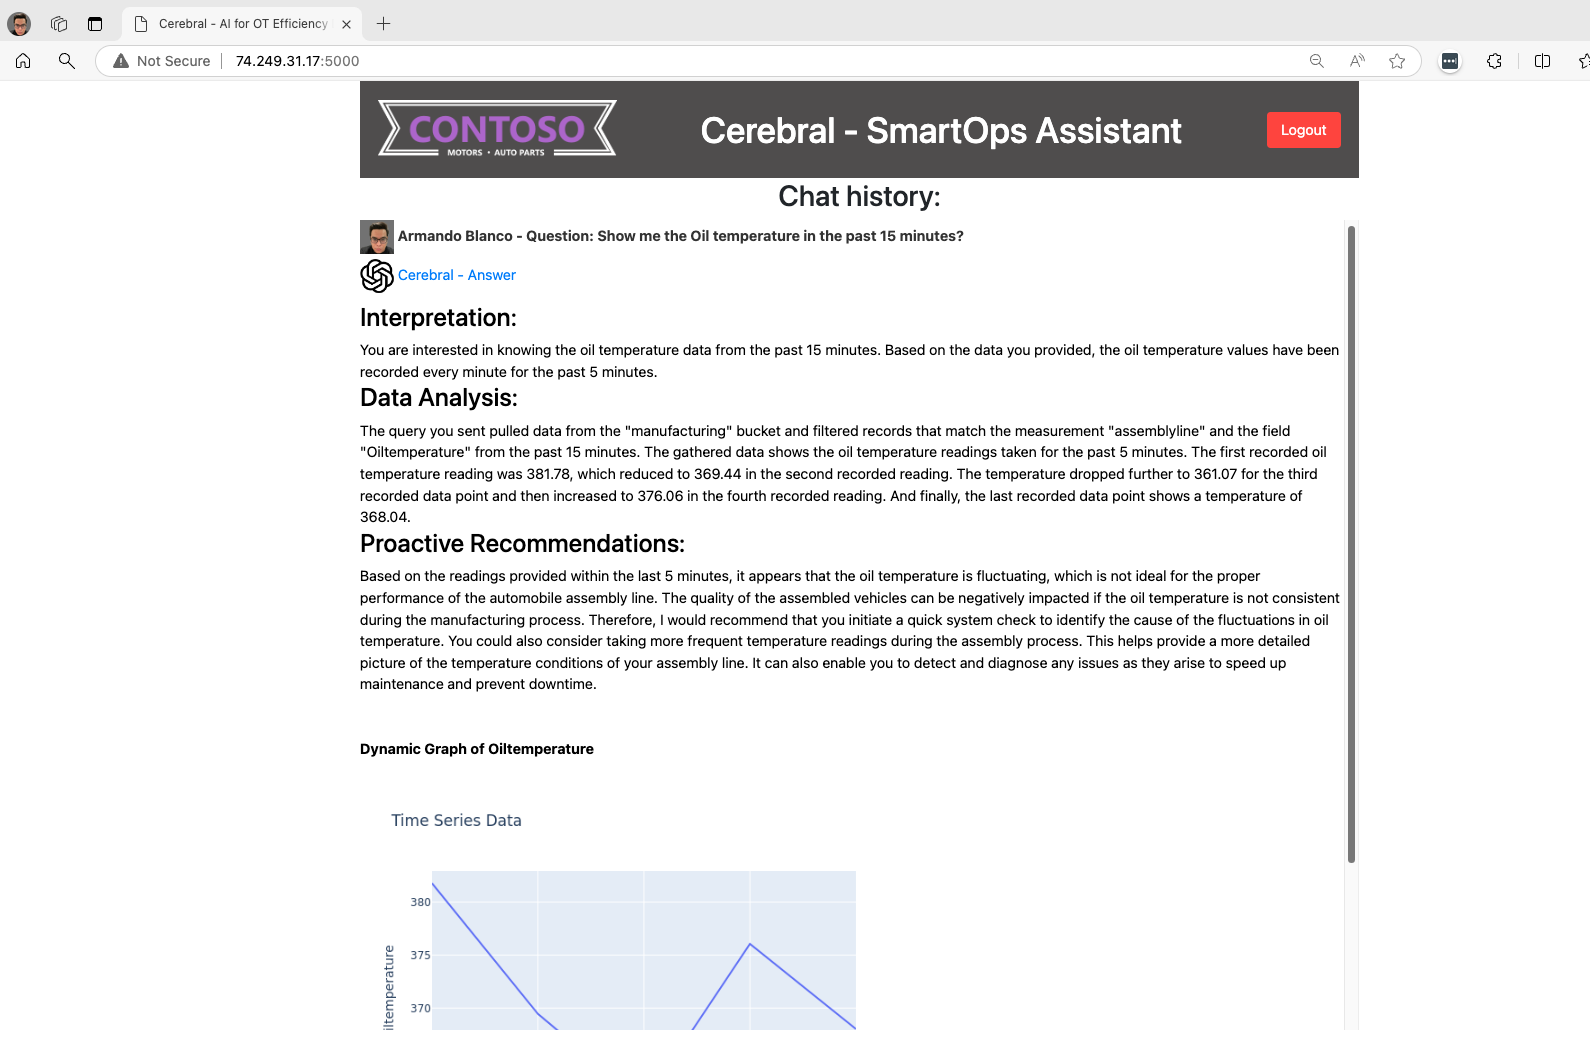 Cerebral - AI for OT Efficiency
Not Secure 74.249.31.17:5000
CONTOSO
MOTORS • AUTO PARTS
Cerebral - SmartOps Assistant
Logout
Chat history:
Armando Blanco - Question: Show me the Oil temperature in the past 15 minutes?
Cerebral - Answer
Interpretation:
You are interested in knowing the oil temperature data from the past 15 minutes. Based on the data you provided, the oil temperature values have been
recorded every minute for the past 5 minutes.
Data Analysis:
The query you sent pulled data from the "manufacturing" bucket and filtered records that match the measurement "assemblyline" and the field
"Oiltemperature" from the past 15 minutes. The gathered data shows the oil temperature readings taken for the past 5 minutes. The first recorded oil
temperature reading was 381.78, which reduced to 369.44 in the second recorded reading. The temperature dropped further to 361.07 for the third
recorded data point and then increased to 376.06 in the fourth recorded reading. And finally, the last recorded data point shows a temperature of
368.04.
Proactive Recommendations:
Based on the readings provided within the last 5 minutes, it appears that the oil temperature is fluctuating, which is not ideal for the proper
performance of the automobile assembly line. The quality of the assembled vehicles can be negatively impacted if the oil temperature is not consistent
during the manufacturing process. Therefore, I would recommend that you initiate a quick system check to identify the cause of the fluctuations in oil
temperature. You could also consider taking more frequent temperature readings during the assembly process. This helps provide a more detailed
picture of the temperature conditions of your assembly line. It can also enable you to detect and diagnose any issues as they arise to speed up
maintenance and prevent downtime.
Dynamic Graph of Oiltemperature
Time Series Data
380
375
370
iltemperature